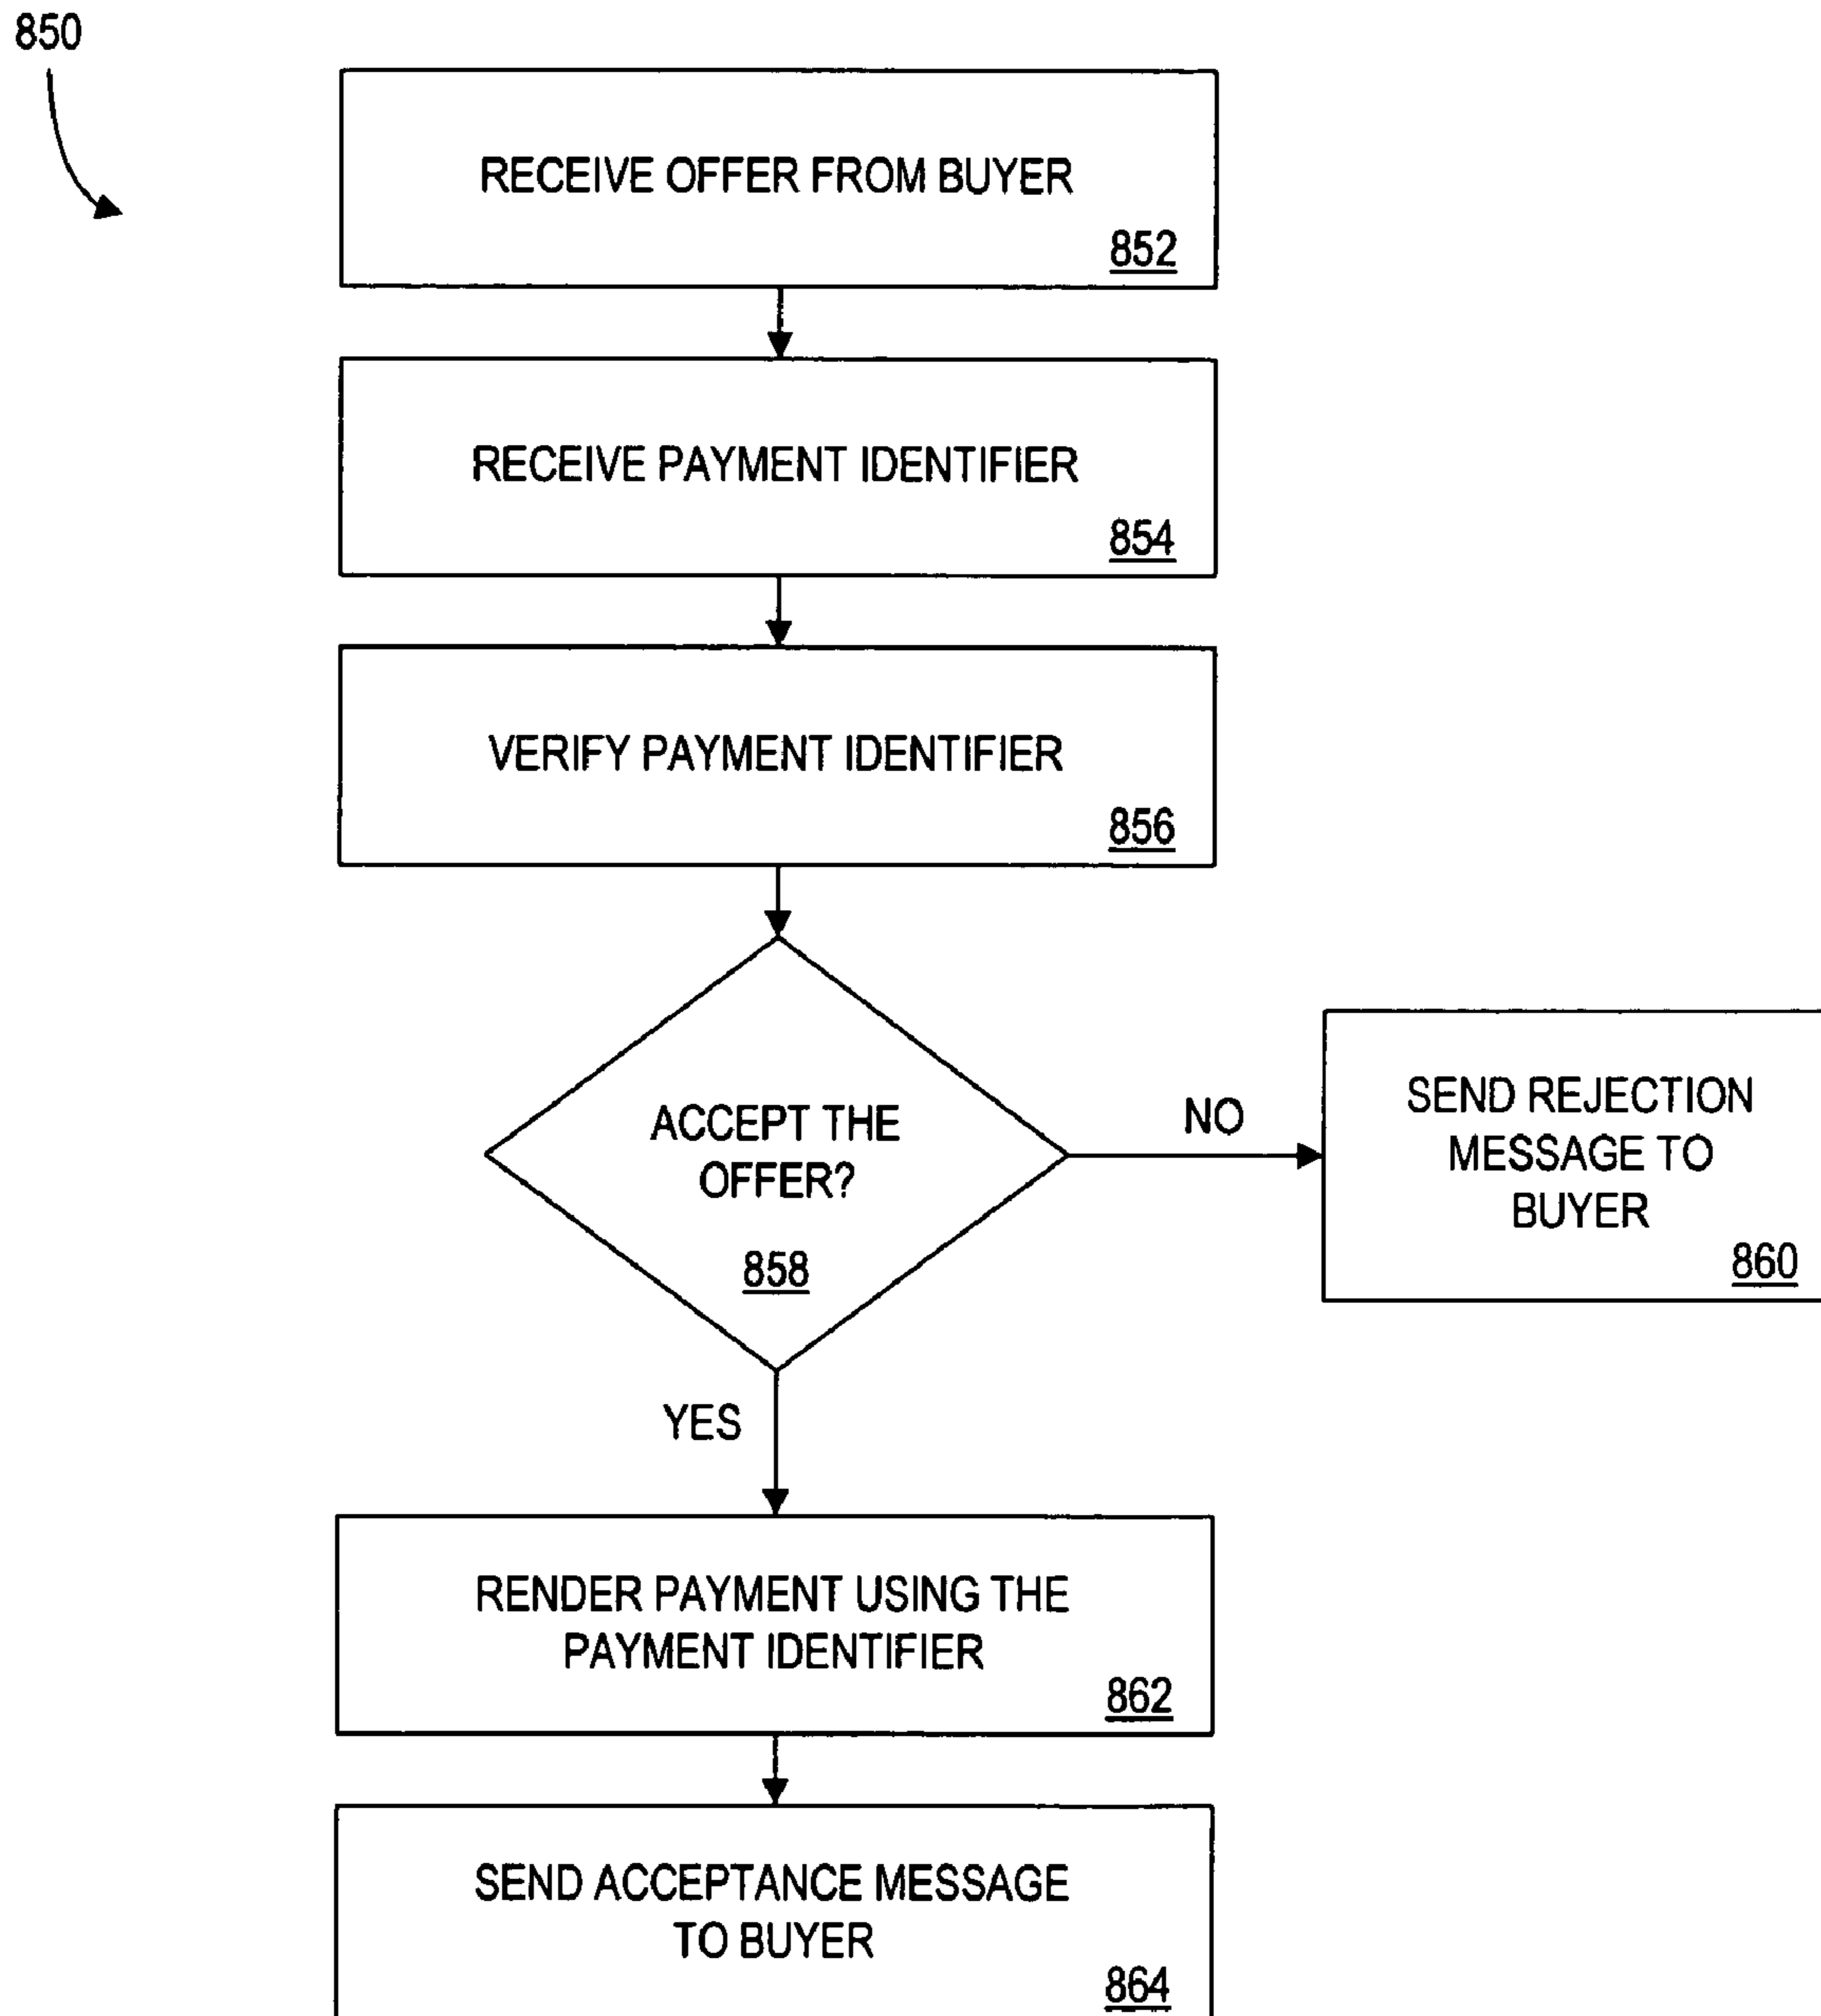 850
RECEIVE OFFER FROM BUYER
852
RECEIVE PAYMENT IDENTIFIER
854
VERIFY PAYMENT IDENTIFIER
856
ACCEPT THE
OFFER?
858
NO
SEND REJECTION
MESSAGE TO
BUYER
860
YES
RENDER PAYMENT USING THE
PAYMENT IDENTIFIER
862
SEND ACCEPTANCE MESSAGE
TO BUYER
864